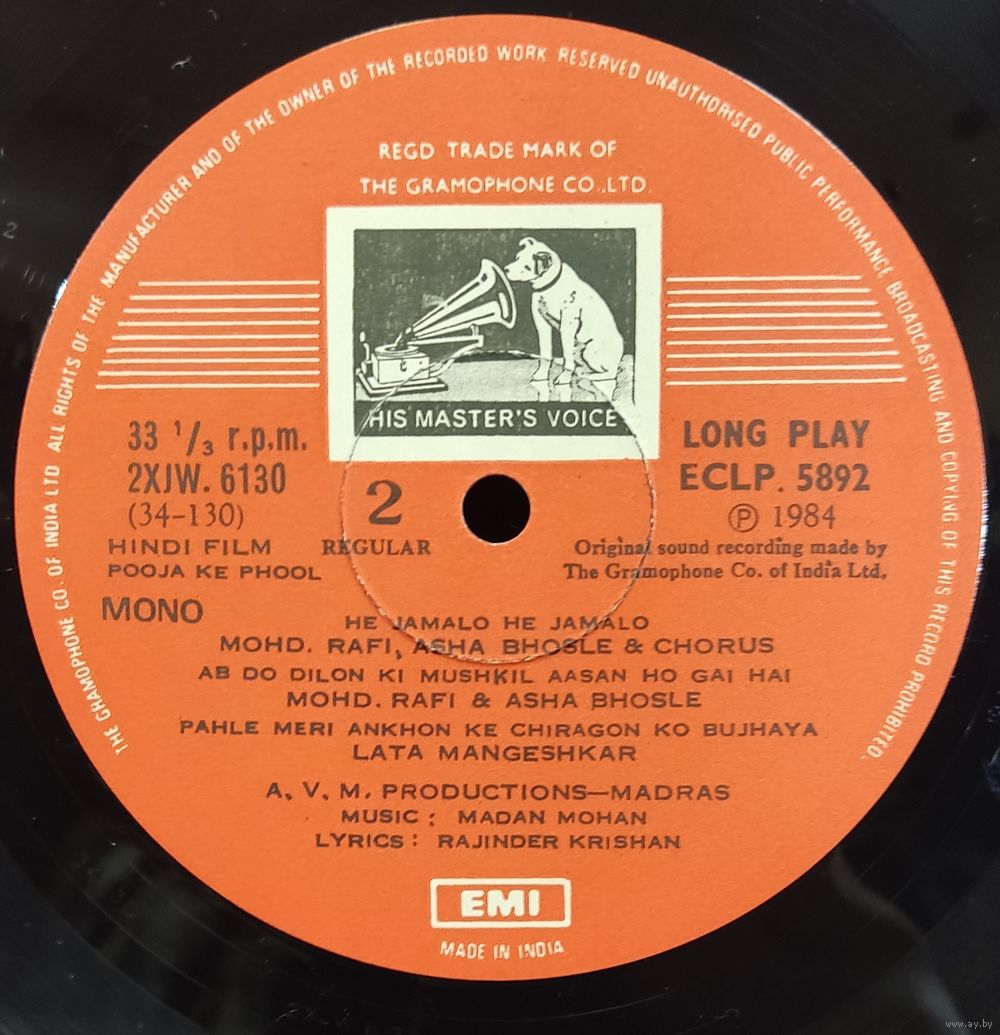 THE GRAMOPHONE CO. OF INDIA LTD ALL RIGHTS OF THE MANUFACTURER AND OF THE OWNER OF THE RECORDED WORK RESERVED UNAUTHORISED PUBLIC PERFORMANCE BROADCASTING AND COPYING OF THIS RECORD PROHIBITED.
REGD TRADE MARK OF
THE GRAMOPHONE CO.,LTD.
HIS MASTER'S VOICE
33 1/3 r.p.m.
2XJW. 6130
(34-130)
2
LONG PLAY
ECLP. 5892
Ⓟ 1984
HINDI FILM
POOJA KE PHOOL
REGULAR
Original sound recording made by
The Gramophone Co. of India Ltd.
MONO
HE JAMALO HE JAMALO
MOHD. RAFI, ASHA BHOSLE & CHORUS
AB DO DILON KI MUSHKIL AASAN HO GAI HAI
MOHD. RAFI & ASHA BHOSLE
PAHLE MERI ANKHON KE CHIRAGON KO BUJHAYA
LATA MANGESHKAR
A. V. M. PRODUCTIONS—MADRAS
MUSIC : MADAN MOHAN
LYRICS : RAJINDER KRISHAN
EMI
MADE IN INDIA
www.ay.by